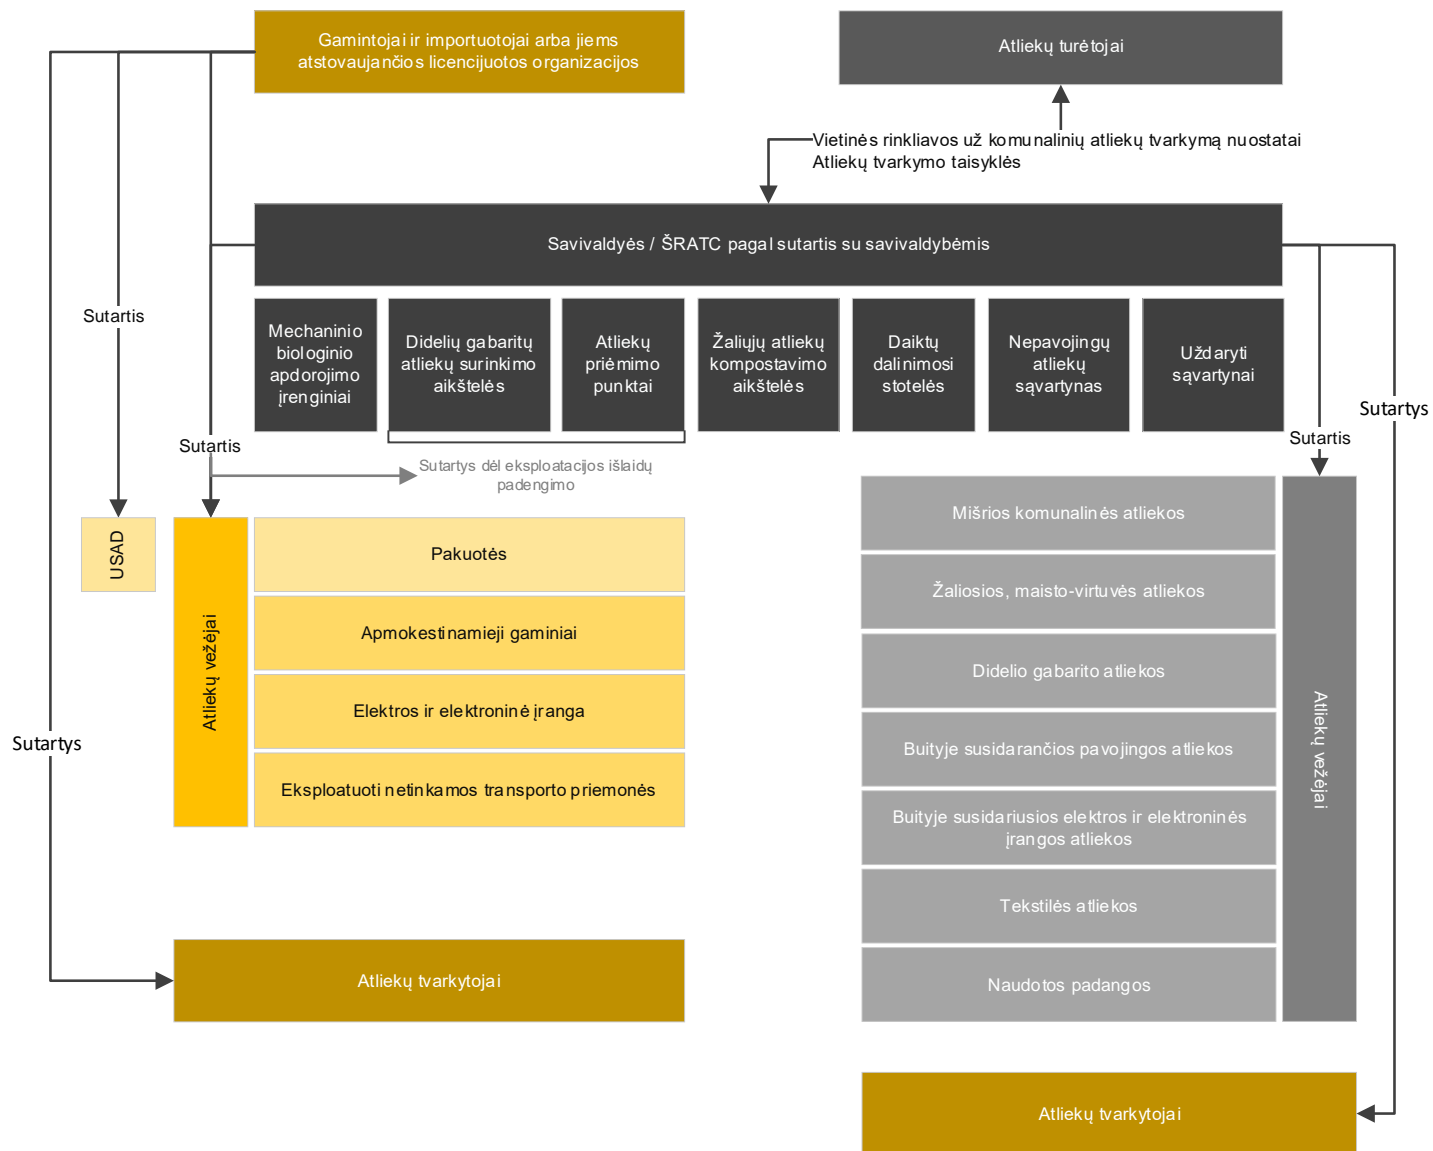 Gamintojai ir importuotojai arba jiems
atstovaujančios licencijuotos organizacijos
Atliekų turėtojai
Vietinės rinkliavos už komunalinių atliekų tvarkymą nuostatai
Atliekų tvarkymo taisyklės
Savivaldyės / ŠRATC pagal sutartis su savivaldybėmis
Sutartis
Mechaninio
biologinio
apdorojimo
įrenginiai
Didelių gabaritų
atliekų surinkimo
aikštelės
Atliekų
priėmimo
punktai
Žaliųjų atliekų
kompostavimo
aikštelės
Daiktų
dalinimosi
stotelės
Nepavojingų
atliekų
sąvartynas
Uždaryti
sąvartynai
Sutartys
Sutartis
Sutartis
Sutartys dėl eksploatacijos išlaidų
padengimo
USAD
Atliekų vežėjai
Pakuotės
Apmokestinamieji gaminiai
Elektros ir elektroninė įranga
Eksploatuoti netinkamos transporto priemonės
Sutartys
Atliekų tvarkytojai
Mišrios komunalinės atliekos
Žaliosios, maisto-virtuvės atliekos
Didelio gabarito atliekos
Buityje susidarančios pavojingos atliekos
Buityje susidariusios elektros ir elektroninės
įrangos atliekos
Tekstilės atliekos
Naudotos padangos
Atliekų vežėjai
Atliekų tvarkytojai